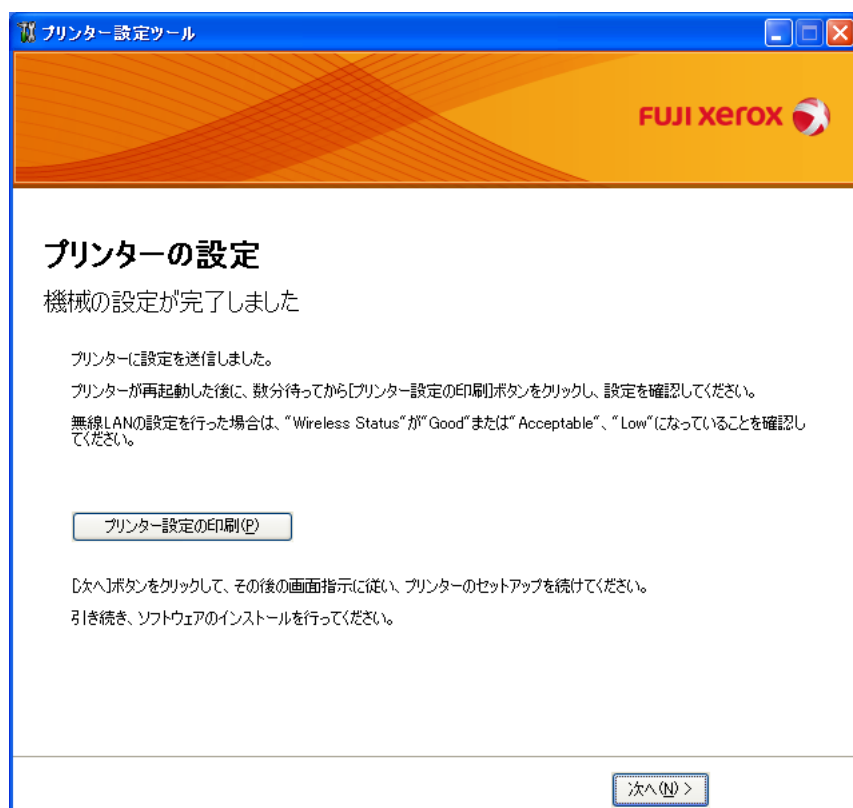 プリンター設定ツール
FUJI xerox
プリンターの設定
機械の設定が完了しました
プリンターに設定を送信しました。
プリンターが再起動した後に、数分待ってから[プリンター設定の印刷]ボタンをクリックし、設定を確認してください。
無線LANの設定を行った場合は、"Wireless Status"が"Good"または"Acceptable"、"Low"になっていることを確認し
てください。
プリンター設定の印刷(P)
[次へ]ボタンをクリックして、その後の画面指示に従い、プリンターのセットアップを続けてください。
引き続き、ソフトウェアのインストールを行ってください。
次へ(N) >